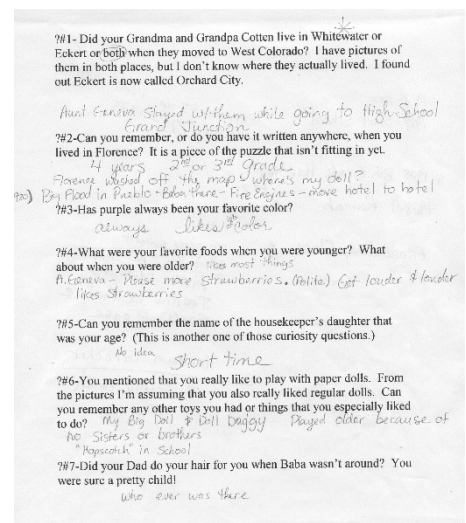 ?#1- Did your Grandma and Grandpa Cotten live in Whitewater or
Eckert or both when they moved to West Colorado? I have pictures of
them in both places, but I don't know where they actually lived. I found
out Eckert is now called Orchard City.
Aunt Geneva stayed w/them while going to High School
Grand Junction
?#2-Can you remember, or do you have it written anywhere, when you
lived in Florence? It is a piece of the puzzle that isn't fitting in yet.
4 years 2nd or 3rd grade
Florence washed off the map - where's my doll?
Big Flood in Pueblo - Baba there - Fire Engines - move hotel to hotel
?#3-Has purple always been your favorite color?
always likes color
?#4-What were your favorite foods when you were younger? What
about when you were older? likes most things
A. Geneva - Please more Strawberries. (Polite) Get louder & louder
likes Strawberries
?#5-Can you remember the name of the housekeeper's daughter that
was your age? (This is another one of those curiosity questions.)
No idea
Short time
?#6-You mentioned that you really like to play with paper dolls. From
the pictures I'm assuming that you also really liked regular dolls. Can
you remember any other toys you had or things that you especially liked
to do? My Big Doll & Doll Buggy Played older because of
no Sisters or brothers
"Hopscotch" in School
?#7-Did your Dad do your hair for you when Baba wasn't around? You
were sure a pretty child!
Who ever was there